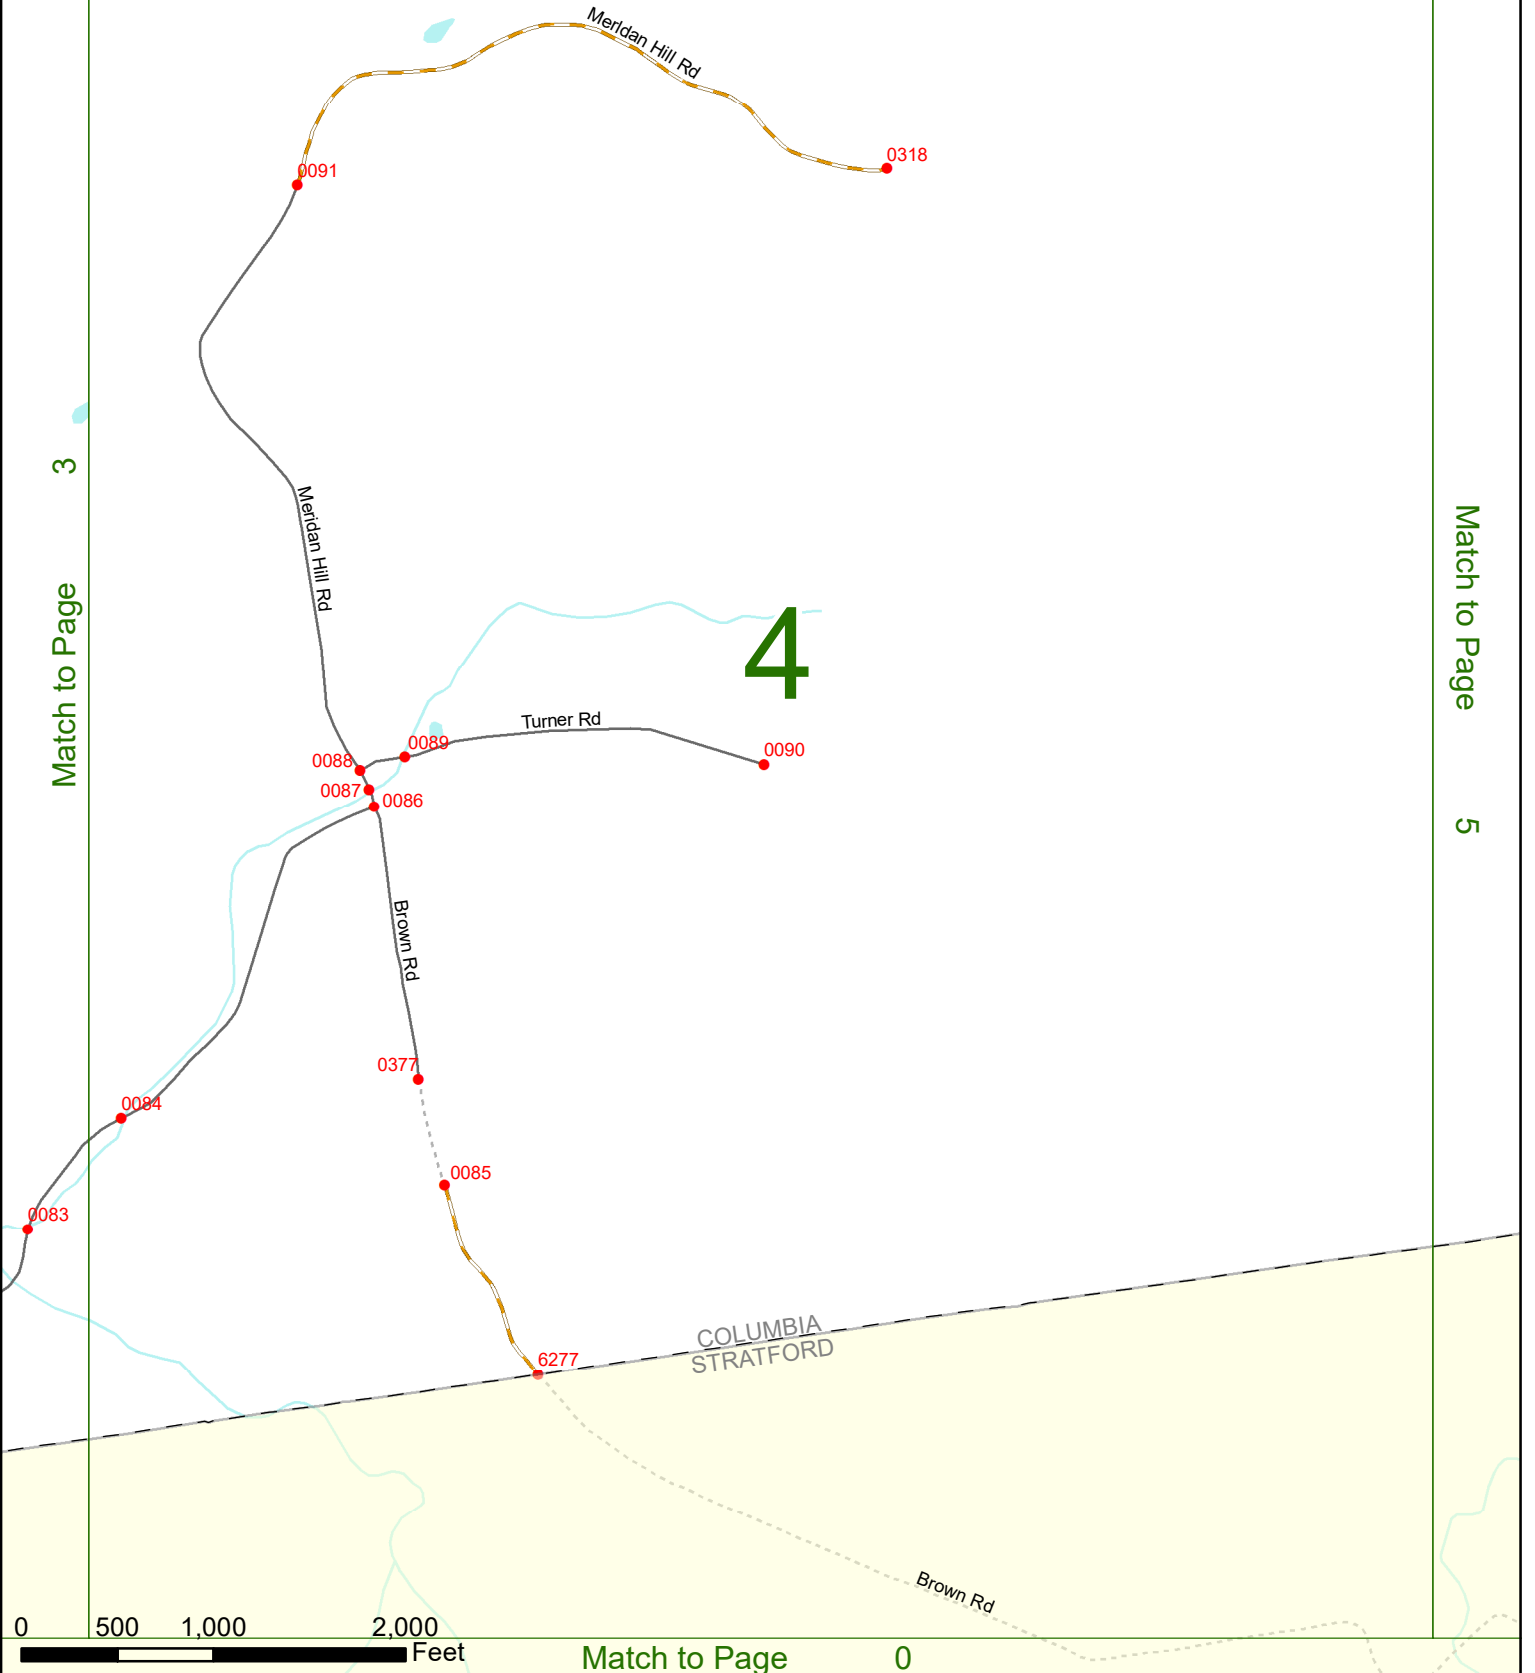 Meridan Hill Rd
0318
0091
3
Match to Page
Meridan Hill Rd
Match to Page
5
4
Turner Rd
0089
0090
0088
0087
0086
Brown Rd
0377
0084
0085
0083
COLUMBIA
STRATFORD
6277
Brown Rd
0 500 1,000 2,000
Feet
Match to Page 0